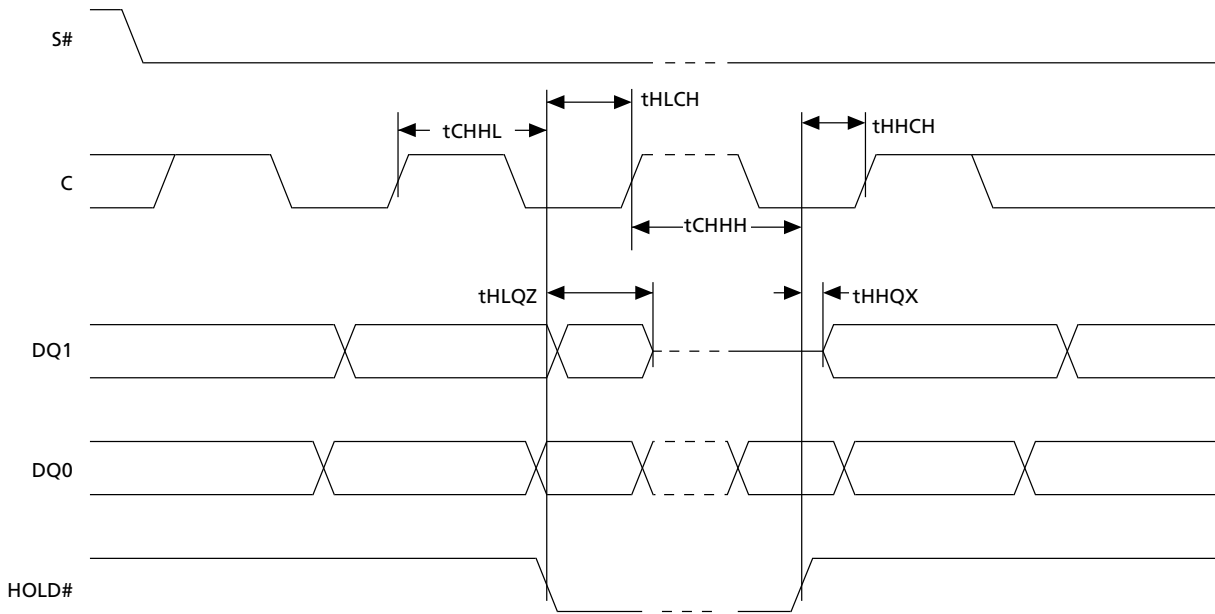 S#
tHLCH
tCHHL
tHHCH
C
tCHHH
tHLQZ
tHHQX
DQ1
DQ0
HOLD#